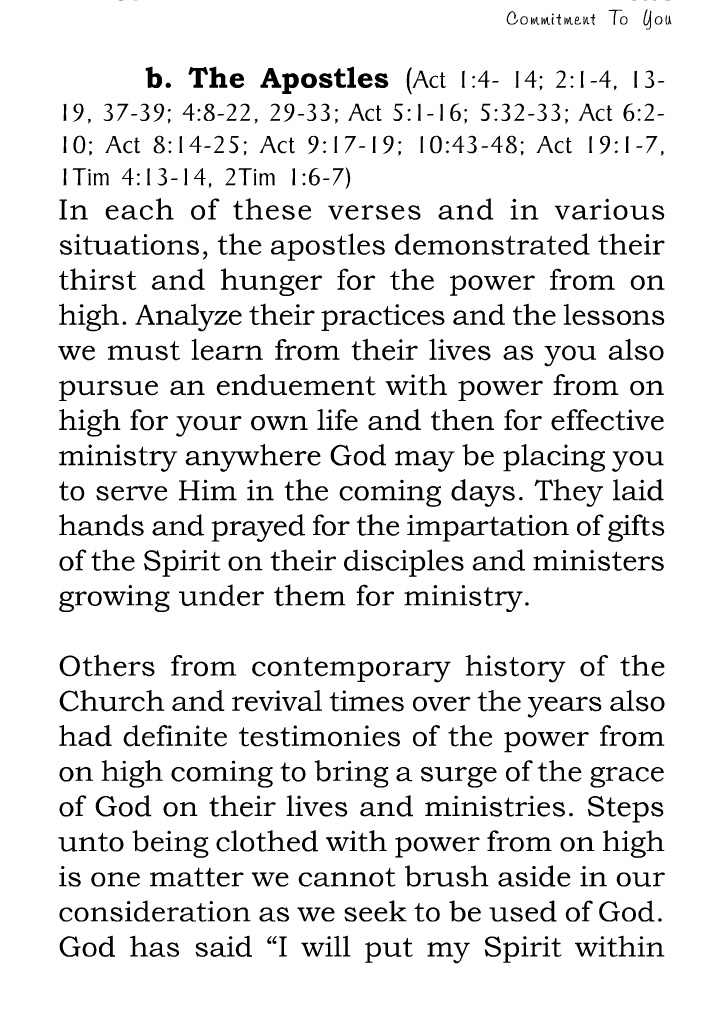 Commitment To You
b. The Apostles (Act 1:4- 14; 2:1-4, 13-
19, 37-39; 4:8-22, 29-33; Act 5:1-16; 5:32-33; Act 6:2-
10; Act 8:14-25; Act 9:17-19; 10:43-48; Act 19:1-7,
1Tim 4:13-14, 2Tim 1:6-7)
In each of these verses and in various
situations, the apostles demonstrated their
thirst and hunger for the power from on
high. Analyze their practices and the lessons
we must learn from their lives as you also
pursue an enduement with power from on
high for your own life and then for effective
ministry anywhere God may be placing you
to serve Him in the coming days. They laid
hands and prayed for the impartation of gifts
of the Spirit on their disciples and ministers
growing under them for ministry.
Others from contemporary history of the
Church and revival times over the years also
had definite testimonies of the power from
on high coming to bring a surge of the grace
of God on their lives and ministries. Steps
unto being clothed with power from on high
is one matter we cannot brush aside in our
consideration as we seek to be used of God.
God has said “I will put my Spirit within